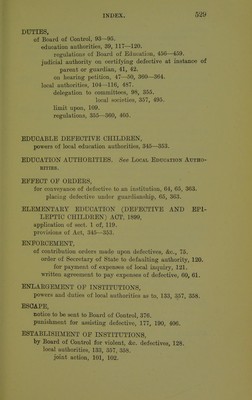 INDEX. 529
DUTIES,
of Board of Control, 93—95.
education authorities, 39, 117—120.
regulations of Board of Education, 456—459.
judicial authority on certifying defective at instance of
parent or guardian, 41, 42.
on hearing petition, 47—50, 360—364.
local authorities, 104—116, 487.
delegation to committees, 98, 355.
local societies, 357, 495.
limit upon, 109.
regulations, 355—360, 405.
EDUCABLE DEFECTIVE CHILDREN,
powers of local education authorities, 345—353.
EDUCATION AUTHORITIES. See LOCAL EDUCATION AUTHO-
RITIES.
EFFECT OF ORDERS,
for conveyance of defective to an institution, 64, 65, 363.
placing defective under guardianship, 65, 363.
ELEMENTARY EDUCATION (DEFECTIVE AND EPI-
LEPTIC CHILDREN) ACT, 1899,
application of sect. 1 of, 119.
provisions of Act, 345—353.
ENFORCEMENT,
of contribution orders made upon defectives, &c., 75.
order of Secretary of State to defaulting authority, 120.
for payment of expenses of local inquiry, 121.
written agreement to pay expenses of defective, 60, 61.
ENLARGEMENT OF INSTITUTIONS,
powers and duties of local authorities as to, 133, 357, 358.
ESCAPE,
notice to be sent to Board of Control, 376.
punishment for assisting defective, 177, 190, 406.
ESTABLISHMENT OF INSTITUTIONS,
by Board of Control for violent, &c. defectives, 128.
local authorities, 133, 357, 358.
joint action, 101, 102.